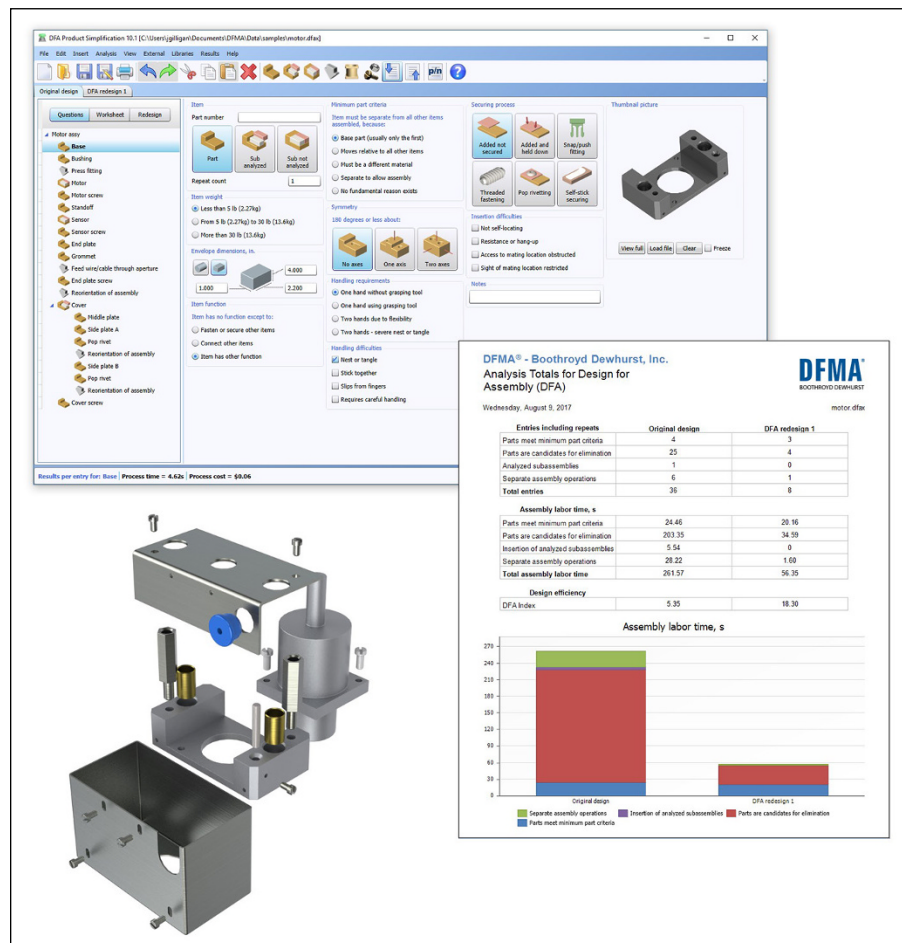 DFA Product Simplification 10.1 [C:\Users\jgilligan\Documents\DFMA\Data\samples\motor.dfax]
File Edit Insert Analysis View External Libraries Results Help
p/n
Original design DFA redesign 1
Questions Worksheet Redesign
Motor assy
Base
Bushing
Press fitting
Motor
Motor screw
Standoff
Sensor
Sensor screw
End plate
Grommet
Feed wire/cable through aperture
End plate screw
Reorientation of assembly
Cover
Middle plate
Side plate A
Pop rivet
Reorientation of assembly
Side plate B
Pop rivet
Reorientation of assembly
Cover screw
Item
Part number
Part
Sub analyzed
Sub not analyzed
Repeat count 1
Item weight
Less than 5 lb (2.27kg)
From 5 lb (2.27kg) to 30 lb (13.6kg)
More than 30 lb (13.6kg)
Envelope dimensions, in.
4.000
1.000 2.200
Item function
Item has no function except to:
Fasten or secure other items
Connect other items
Item has other function
Minimum part criteria
Item must be separate from all other items
assembled, because:
Base part (usually only the first)
Moves relative to all other items
Must be a different material
Separate to allow assembly
No fundamental reason exists
Symmetry
180 degrees or less about:
No axes One axis Two axes
Handling requirements
One hand without grasping tool
One hand using grasping tool
Two hands due to flexibility
Two hands - severe nest or tangle
Handling difficulties
Nest or tangle
Stick together
Slips from fingers
Requires careful handling
Securing process
Added not secured
Added and held down
Snap/push fitting
Threaded fastening
Pop rivetting
Self-stick securing
Insertion difficulties
Not self-locating
Resistance or hang-up
Access to mating location obstructed
Sight of mating location restricted
Notes
Thumbnail picture
View full Load file Clear Freeze
Results per entry for: Base Process time = 4.62s Process cost = $0.06
DFMA® - Boothroyd Dewhurst, Inc.
Analysis Totals for Design for
Assembly (DFA)
DFMA®
BOOTHROYD DEWHURST
Wednesday, August 9, 2017 motor.dfax
Entries including repeats Original design DFA redesign 1
Parts meet minimum part criteria 4 3
Parts are candidates for elimination 25 4
Analyzed subassemblies 1 0
Separate assembly operations 6 1
Total entries 36 8
Assembly labor time, s
Parts meet minimum part criteria 24.46 20.16
Parts are candidates for elimination 203.35 34.59
Insertion of analyzed subassemblies 5.54 0
Separate assembly operations 28.22 1.60
Total assembly labor time 261.57 56.35
Design efficiency
DFA Index 5.35 18.30
Assembly labor time, s
270
240
210
180
150
120
90
60
30
0
Original design DFA redesign 1
Separate assembly operations Insertion of analyzed subassemblies Parts are candidates for elimination
Parts meet minimum part criteria